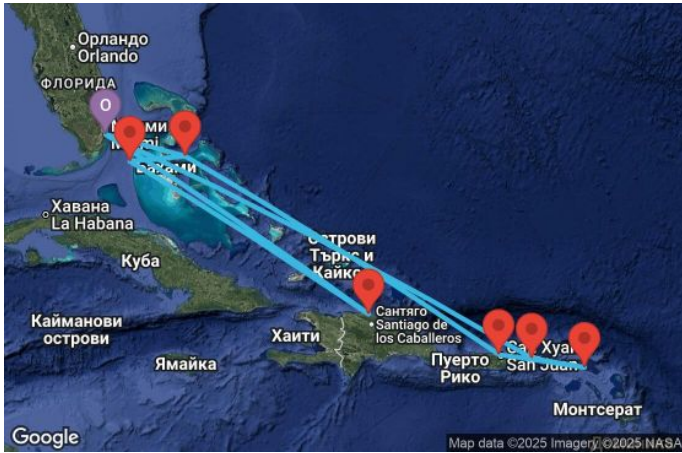 Орландо
Orlando
ФЛОРИДА
O
Miami
Бахами
Хавана
La Habana
Острови
Търкс и
Куба
Кайкос
Сантяго
Santiago de
los Caballeros
Кайманови
острови
Хаити
Ямайка
Пуерто
Рико
San Juan
Монтсерат
Google
Map data ©2025 Imagery ©2025 NASA